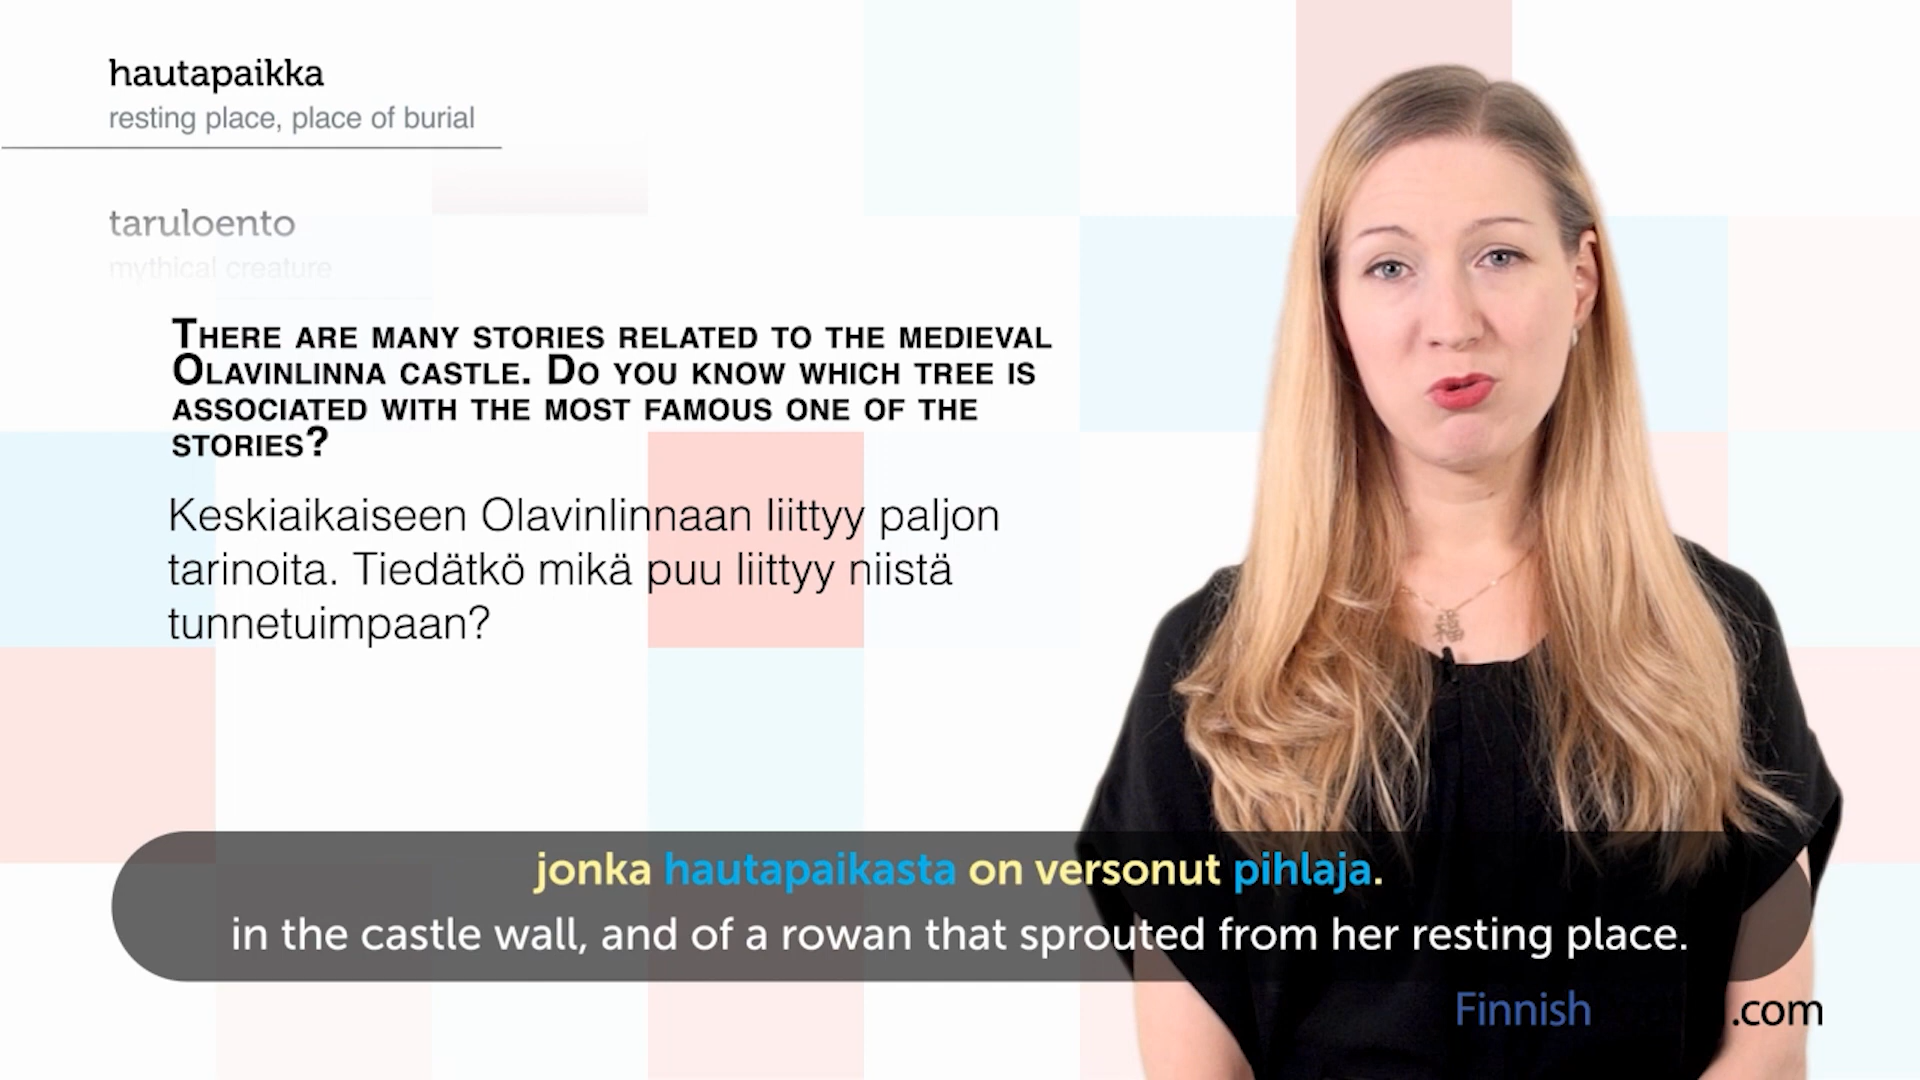 hautapaikka
resting place, place of burial
taruloento
mythical creature
THERE ARE MANY STORIES RELATED TO THE MEDIEVAL
OLAVINLINNA CASTLE. DO YOU KNOW WHICH TREE IS
ASSOCIATED WITH THE MOST FAMOUS ONE OF THE
STORIES?
Keskiaikaiseen Olavinlinnaan liittyy paljon
tarinoita. Tiedätkö mikä puu liittyy niistä
tunnetuimpaan?
jonka hautapaikasta on versonut pihlaja.
in the castle wall, and of a rowan that sprouted from her resting place.
Finnish .com